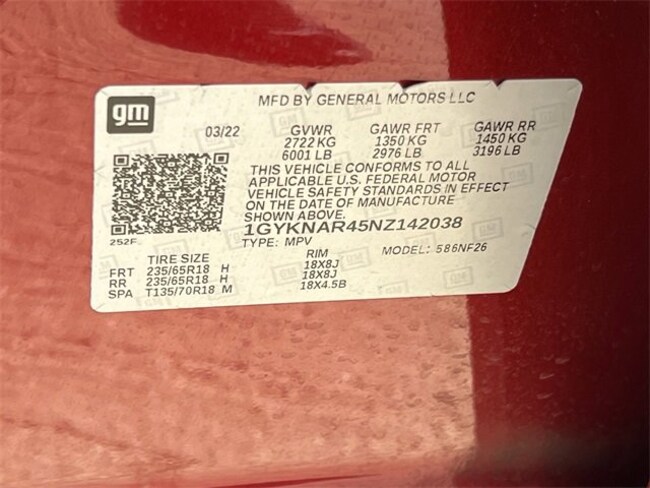 gm
MFD BY GENERAL MOTORS LLC
03/22 GVWR GAWR FRT GAWR RR
2722 KG 1350 KG 1450 KG
6001 LB 2976 LB 3196 LB
THIS VEHICLE CONFORMS TO ALL
APPLICABLE U.S. FEDERAL MOTOR
VEHICLE SAFETY STANDARDS IN EFFECT
ON THE DATE OF MANUFACTURE
SHOWN ABOVE.
1GYKNAR45NZ142038
252F
TYPE: MPV MODEL: 586NF26
TIRE SIZE RIM
FRT 235/65R18 H 18X8J
RR 235/65R18 H 18X8J
SPA T135/70R18 M 18X4.5B